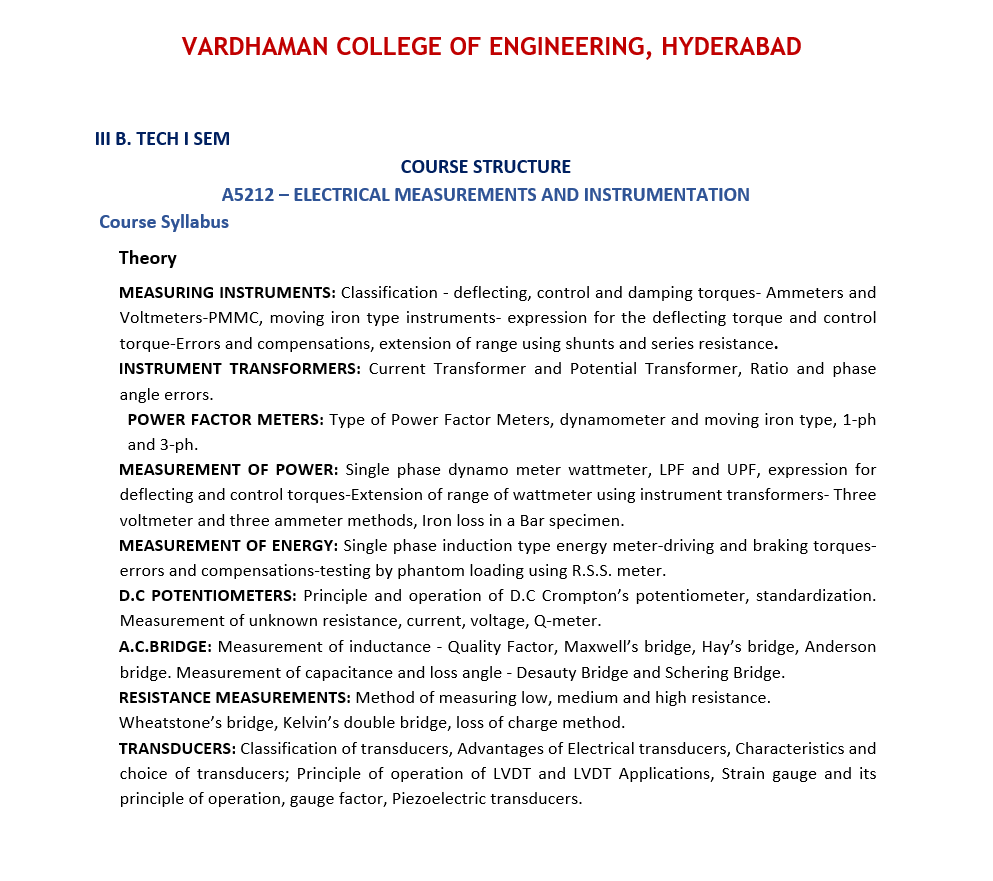 VARDHAMAN COLLEGE OF ENGINEERING, HYDERABAD
III B. TECH I SEM
COURSE STRUCTURE
A5212 – ELECTRICAL MEASUREMENTS AND INSTRUMENTATION
Course Syllabus
Theory
MEASURING INSTRUMENTS: Classification - deflecting, control and damping torques- Ammeters and
Voltmeters-PMMC, moving iron type instruments- expression for the deflecting torque and control
torque-Errors and compensations, extension of range using shunts and series resistance.
INSTRUMENT TRANSFORMERS: Current Transformer and Potential Transformer, Ratio and phase
angle errors.
POWER FACTOR METERS: Type of Power Factor Meters, dynamometer and moving iron type, 1-ph
and 3-ph.
MEASUREMENT OF POWER: Single phase dynamo meter wattmeter, LPF and UPF, expression for
deflecting and control torques-Extension of range of wattmeter using instrument transformers- Three
voltmeter and three ammeter methods, Iron loss in a Bar specimen.
MEASUREMENT OF ENERGY: Single phase induction type energy meter-driving and braking torques-
errors and compensations-testing by phantom loading using R.S.S. meter.
D.C POTENTIOMETERS: Principle and operation of D.C Crompton’s potentiometer, standardization.
Measurement of unknown resistance, current, voltage, Q-meter.
A.C.BRIDGE: Measurement of inductance - Quality Factor, Maxwell’s bridge, Hay’s bridge, Anderson
bridge. Measurement of capacitance and loss angle - Desauty Bridge and Schering Bridge.
RESISTANCE MEASUREMENTS: Method of measuring low, medium and high resistance.
Wheatstone’s bridge, Kelvin’s double bridge, loss of charge method.
TRANSDUCERS: Classification of transducers, Advantages of Electrical transducers, Characteristics and
choice of transducers; Principle of operation of LVDT and LVDT Applications, Strain gauge and its
principle of operation, gauge factor, Piezoelectric transducers.